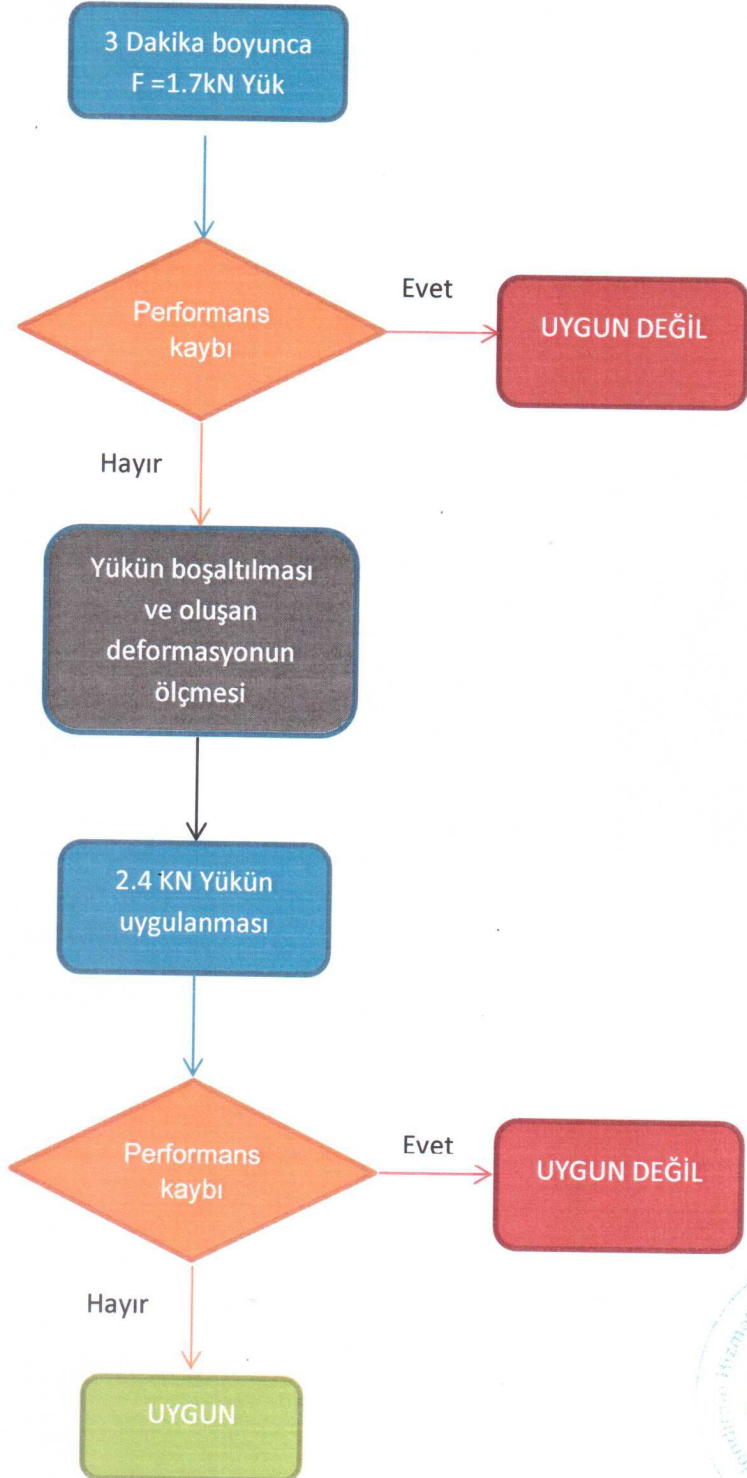 3 Dakika boyunca
F =1.7kN Yük
Performans
kaybı
Evet
UYGUN DEĞİL
Hayır
Yükün boşaltılması
ve oluşan
deformasyonun
ölçmesi
2.4 KN Yükün
uygulanması
Performans
kaybı
Evet
UYGUN DEĞİL
Hayır
UYGUN